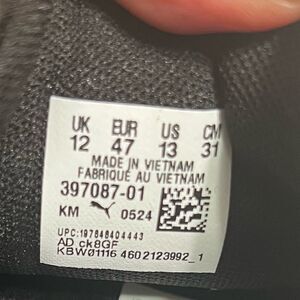 UK EUR US CM
12 47 13 31
MADE IN VIETNAM
FABRIQUÉ AU VIETNAM
397087-01
KM 0524
UPC:197848404443
AD ck8GF
KBW01116 4602123992_1